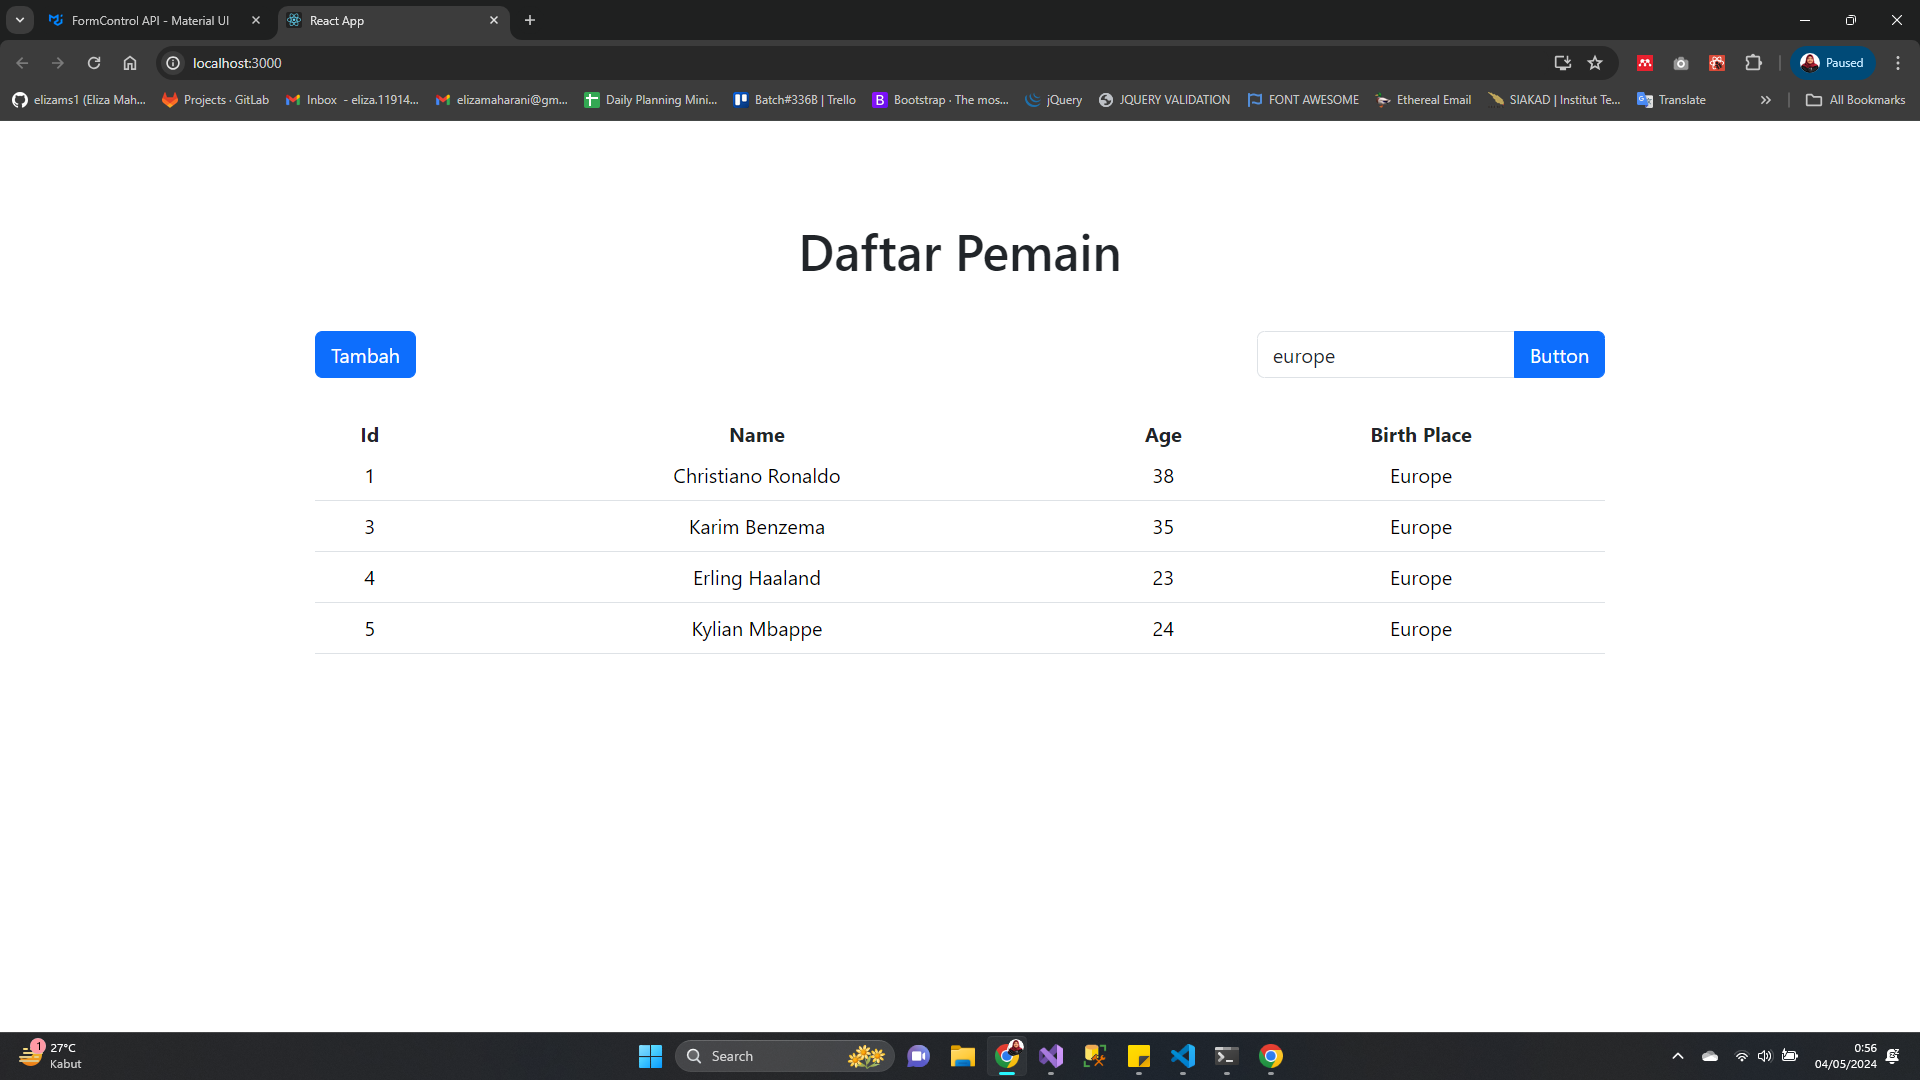 FormControl API - Material UI
React App
localhost:3000
Paused
elizams1 (Eliza Mah...
Projects · GitLab
Inbox - eliza.11914...
elizamaharani@gm...
Daily Planning Mini...
Batch#336B | Trello
Bootstrap · The mos...
jQuery
JQUERY VALIDATION
FONT AWESOME
Ethereal Email
SIAKAD | Institut Te...
Translate
All Bookmarks
Daftar Pemain
Tambah
europe
Button
Id Name Age Birth Place
1 Christiano Ronaldo 38 Europe
3 Karim Benzema 35 Europe
4 Erling Haaland 23 Europe
5 Kylian Mbappe 24 Europe
1
27°C
Kabut
Search
0:56
04/05/2024